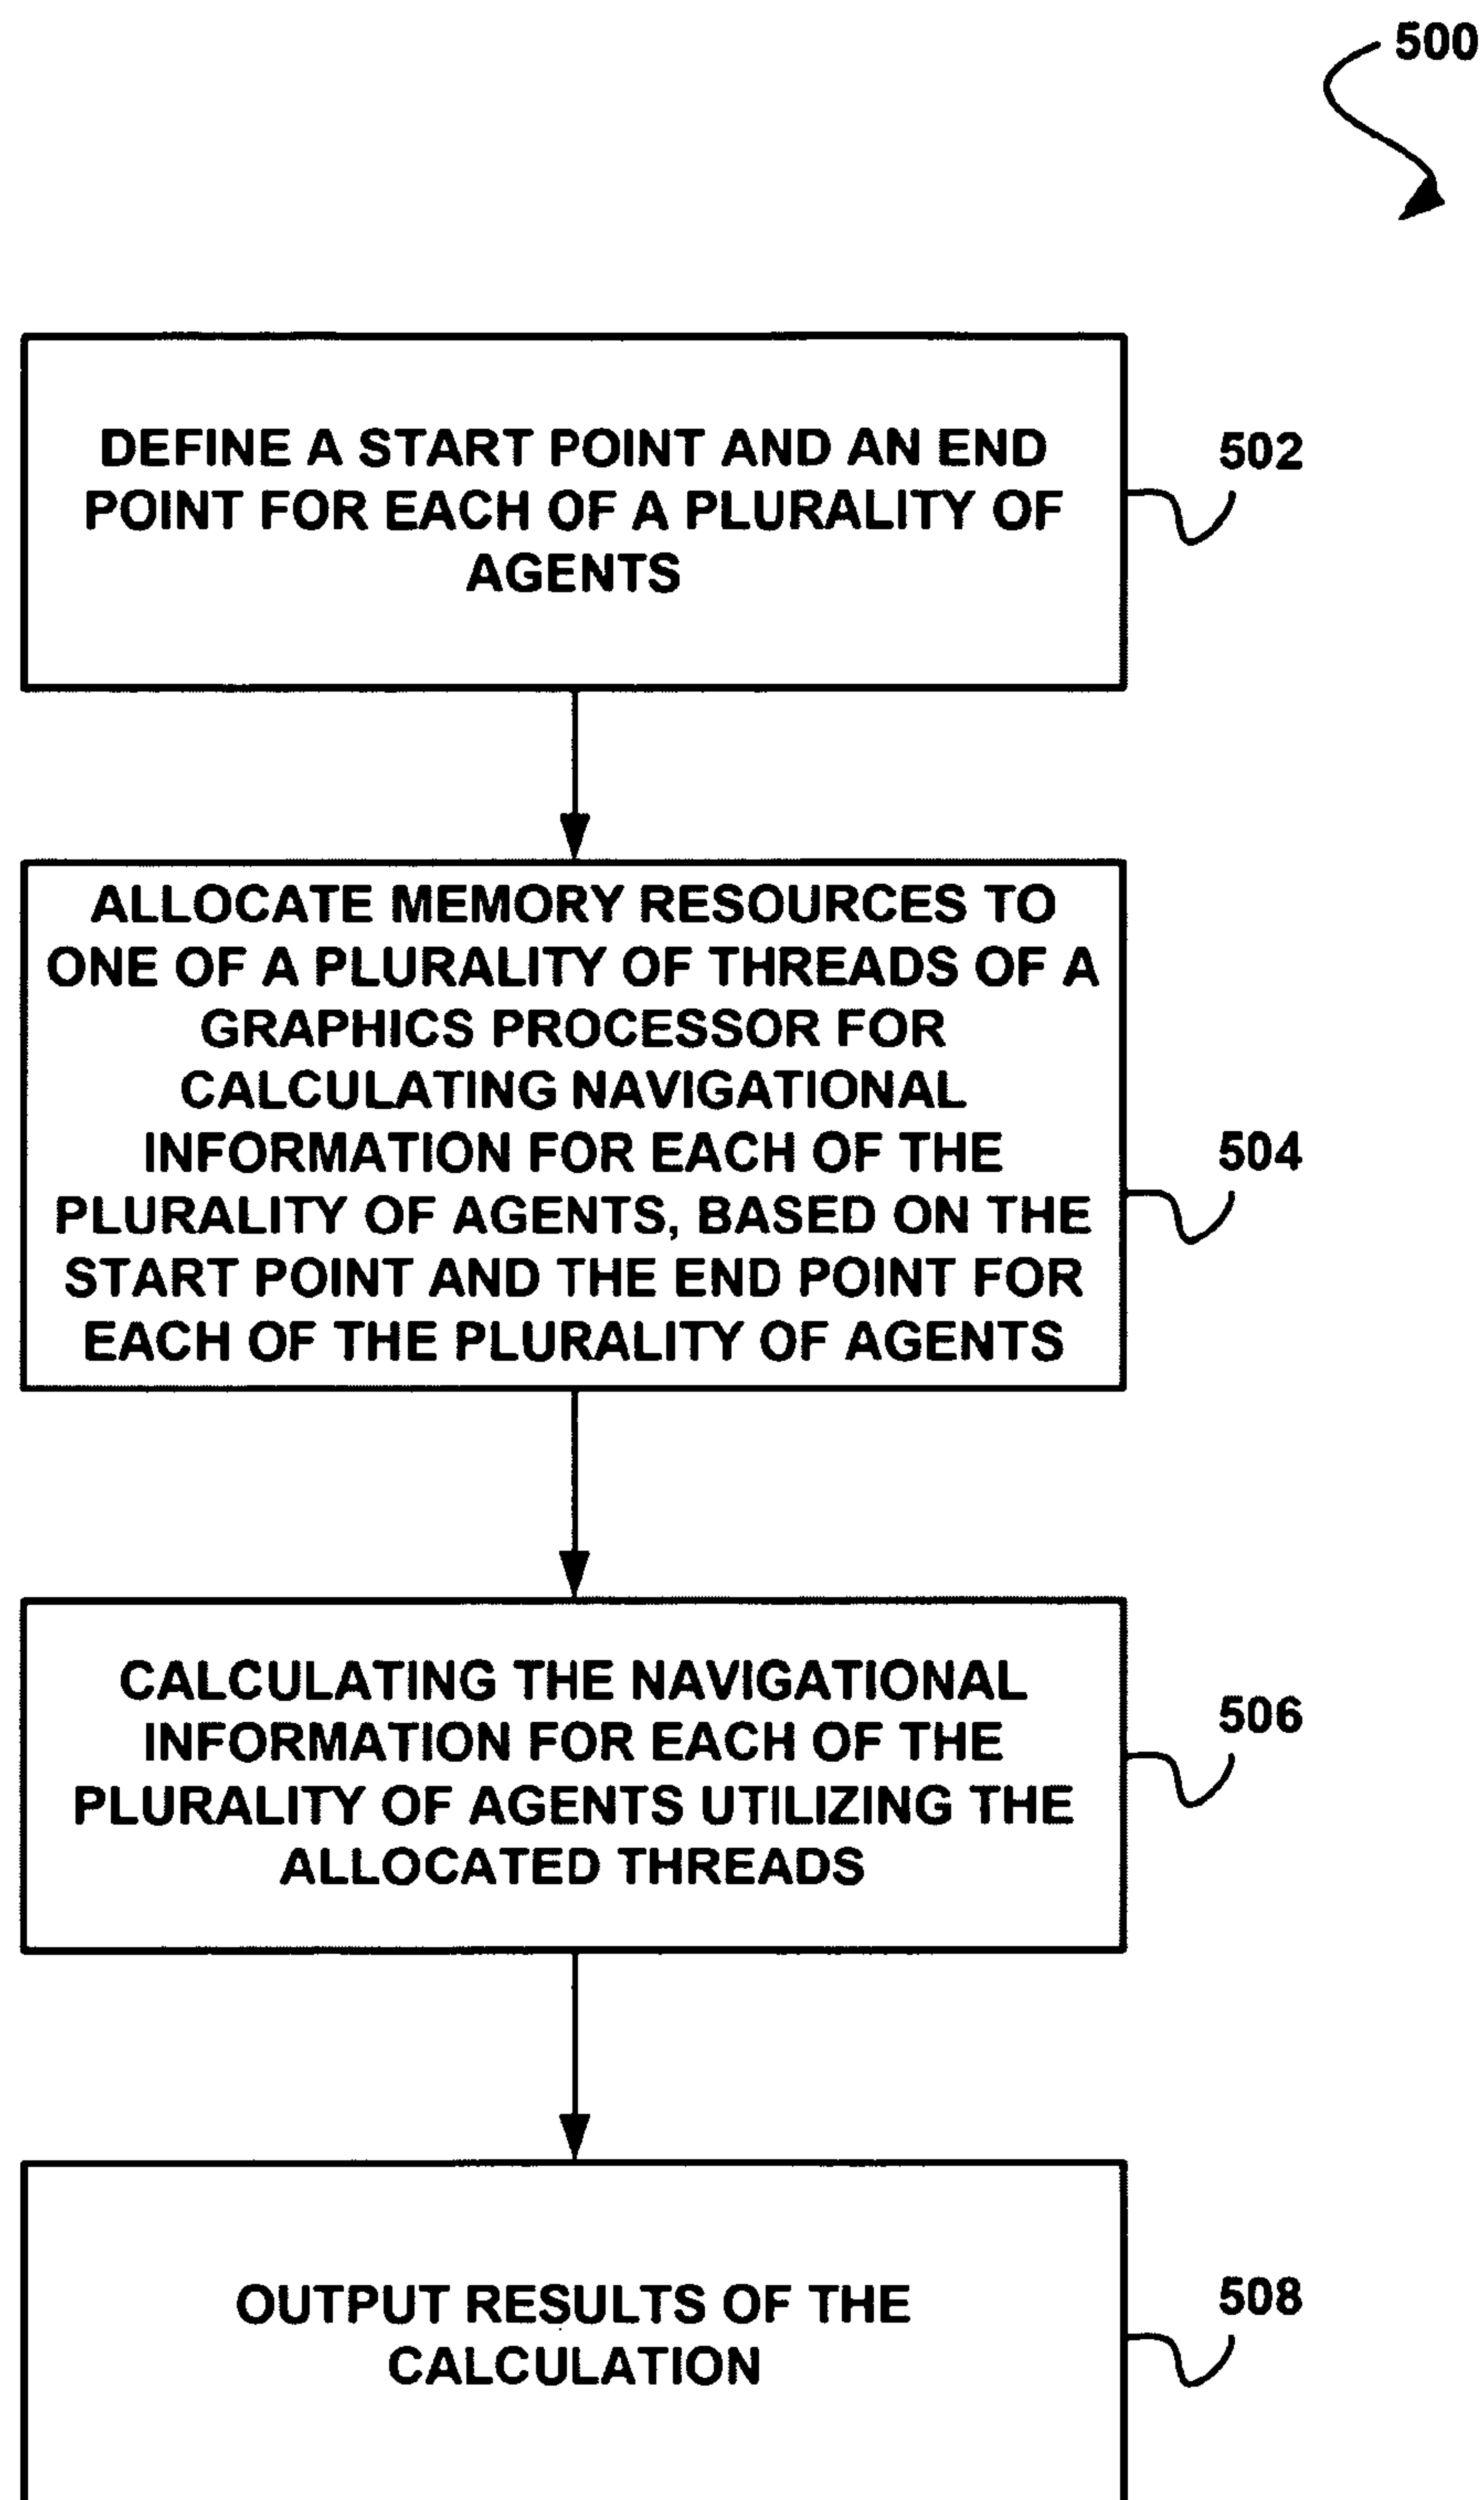 500
DEFINE A START POINT AND AN END
POINT FOR EACH OF A PLURALITY OF
AGENTS
502
ALLOCATE MEMORY RESOURCES TO
ONE OF A PLURALITY OF THREADS OF A
GRAPHICS PROCESSOR FOR
CALCULATING NAVIGATIONAL
INFORMATION FOR EACH OF THE
PLURALITY OF AGENTS, BASED ON THE
START POINT AND THE END POINT FOR
EACH OF THE PLURALITY OF AGENTS
504
CALCULATING THE NAVIGATIONAL
INFORMATION FOR EACH OF THE
PLURALITY OF AGENTS UTILIZING THE
ALLOCATED THREADS
506
OUTPUT RESULTS OF THE
CALCULATION
508